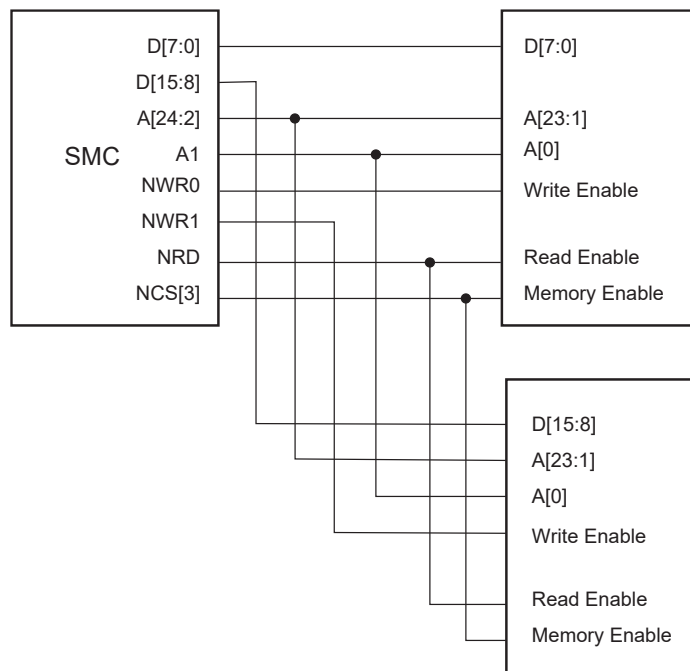 D[7:0]
D[15:8]
A[24:2]
SMC
A1
NWR0
NWR1
NRD
NCS[3]
D[7:0]
A[23:1]
A[0]
Write Enable
Read Enable
Memory Enable
D[15:8]
A[23:1]
A[0]
Write Enable
Read Enable
Memory Enable